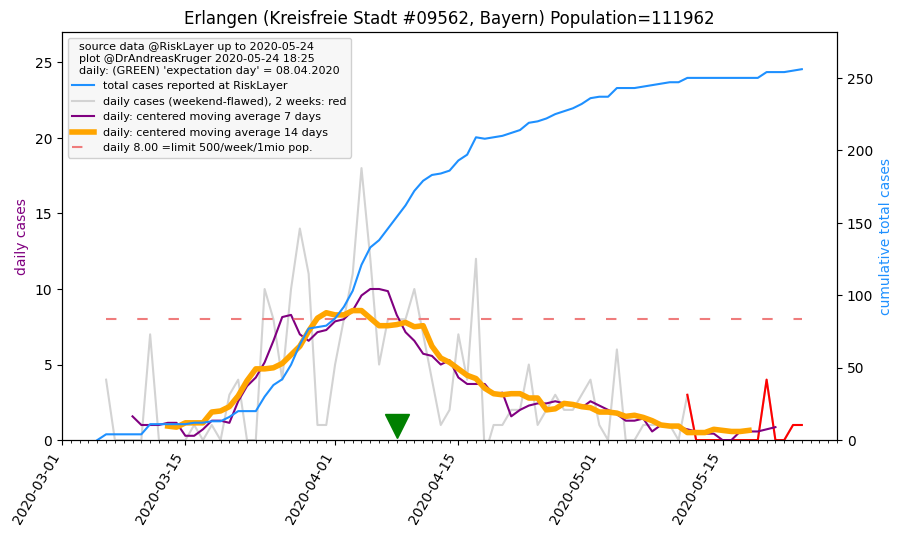 Erlangen (Kreisfreie Stadt #09562, Bayern) Population=111962
source data @RiskLayer up to 2020-05-24
plot @DrAndreasKruger 2020-05-24 18:25
daily: (GREEN) 'expectation day' = 08.04.2020
total cases reported at RiskLayer
daily cases (weekend-flawed), 2 weeks: red
daily: centered moving average 7 days
daily: centered moving average 14 days
daily 8.00 =limit 500/week/1mio pop.
daily cases
25
20
15
10
5
0
cumulative total cases
250
200
150
100
50
0
2020-03-01
2020-03-15
2020-04-01
2020-04-15
2020-05-01
2020-05-15